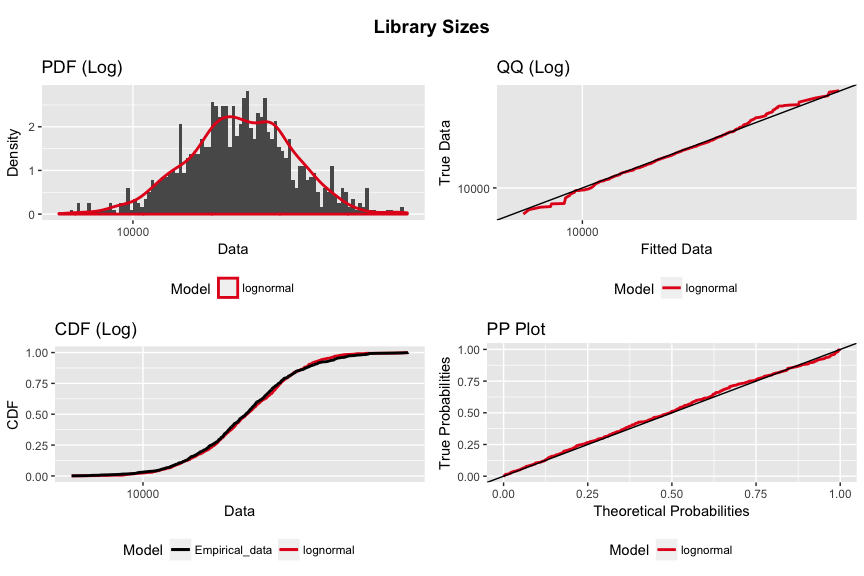 Library Sizes
PDF (Log)
Density
2
1
0
10000
Data
Model lognormal
QQ (Log)
True Data
10000
10000
Fitted Data
Model lognormal
CDF (Log)
CDF
1.00
0.75
0.50
0.25
0.00
10000
Data
Model Empirical_data lognormal
PP Plot
True Probabilities
1.00
0.75
0.50
0.25
0.00
0.00 0.25 0.50 0.75 1.00
Theoretical Probabilities
Model lognormal